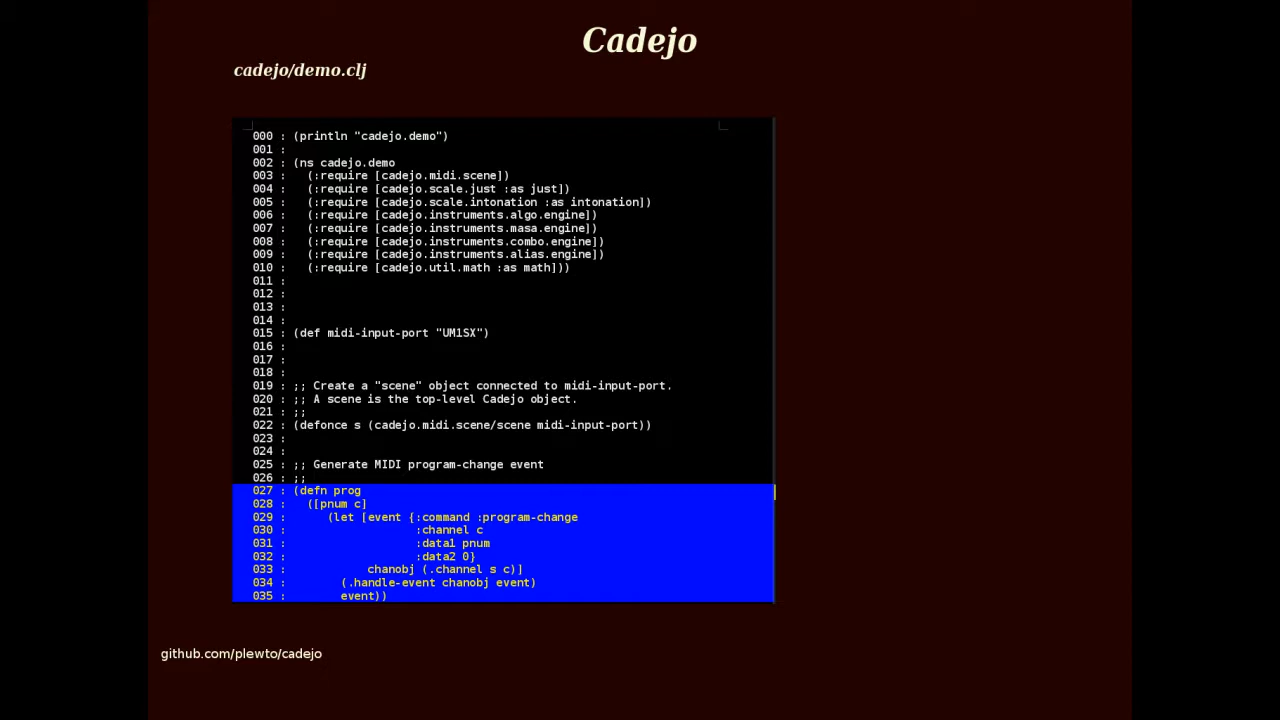 Cadejo
cadejo/demo.clj
000 : (println "cadejo.demo")
001 :
002 : (ns cadejo.demo
003 :   (:require [cadejo.midi.scene])
004 :   (:require [cadejo.scale.just :as just])
005 :   (:require [cadejo.scale.intonation :as intonation])
006 :   (:require [cadejo.instruments.algo.engine])
007 :   (:require [cadejo.instruments.masa.engine])
008 :   (:require [cadejo.instruments.combo.engine])
009 :   (:require [cadejo.instruments.alias.engine])
010 :   (:require [cadejo.util.math :as math]))
011 :
012 :
013 :
014 :
015 : (def midi-input-port "UM1SX")
016 :
017 :
018 :
019 : ;; Create a "scene" object connected to midi-input-port.
020 : ;; A scene is the top-level Cadejo object.
021 : ;;
022 : (defonce s (cadejo.midi.scene/scene midi-input-port))
023 :
024 :
025 : ;; Generate MIDI program-change event
026 : ;;
027 : (defn prog
028 :   ([pnum c]
029 :      (let [event {:command :program-change
030 :                   :channel c
031 :                   :data1 pnum
032 :                   :data2 0}
033 :            chanobj (.channel s c)]
034 :        (.handle-event chanobj event)
035 :        event))
github.com/plewto/cadejo